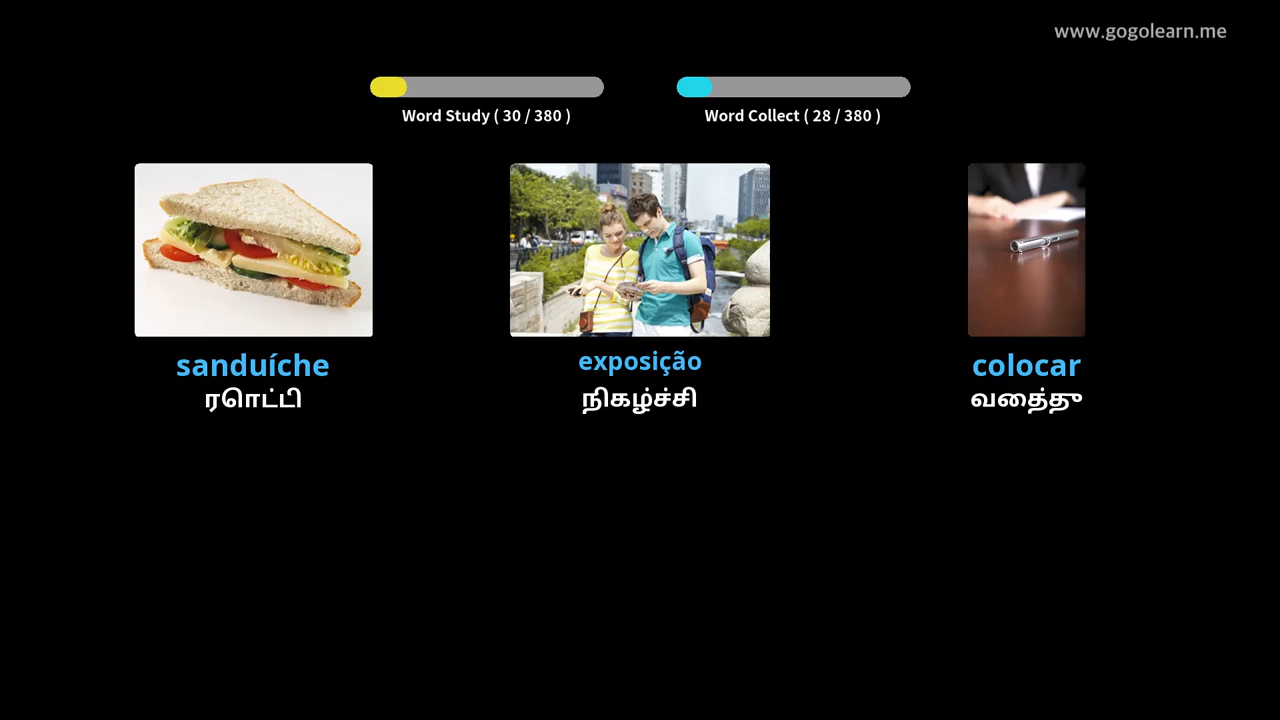 www.gogolearn.me
Word Study ( 30 / 380 )
Word Collect ( 28 / 380 )
sanduíche
ரொட்டி
exposição
நிகழ்ச்சி
colocar
வைத்து